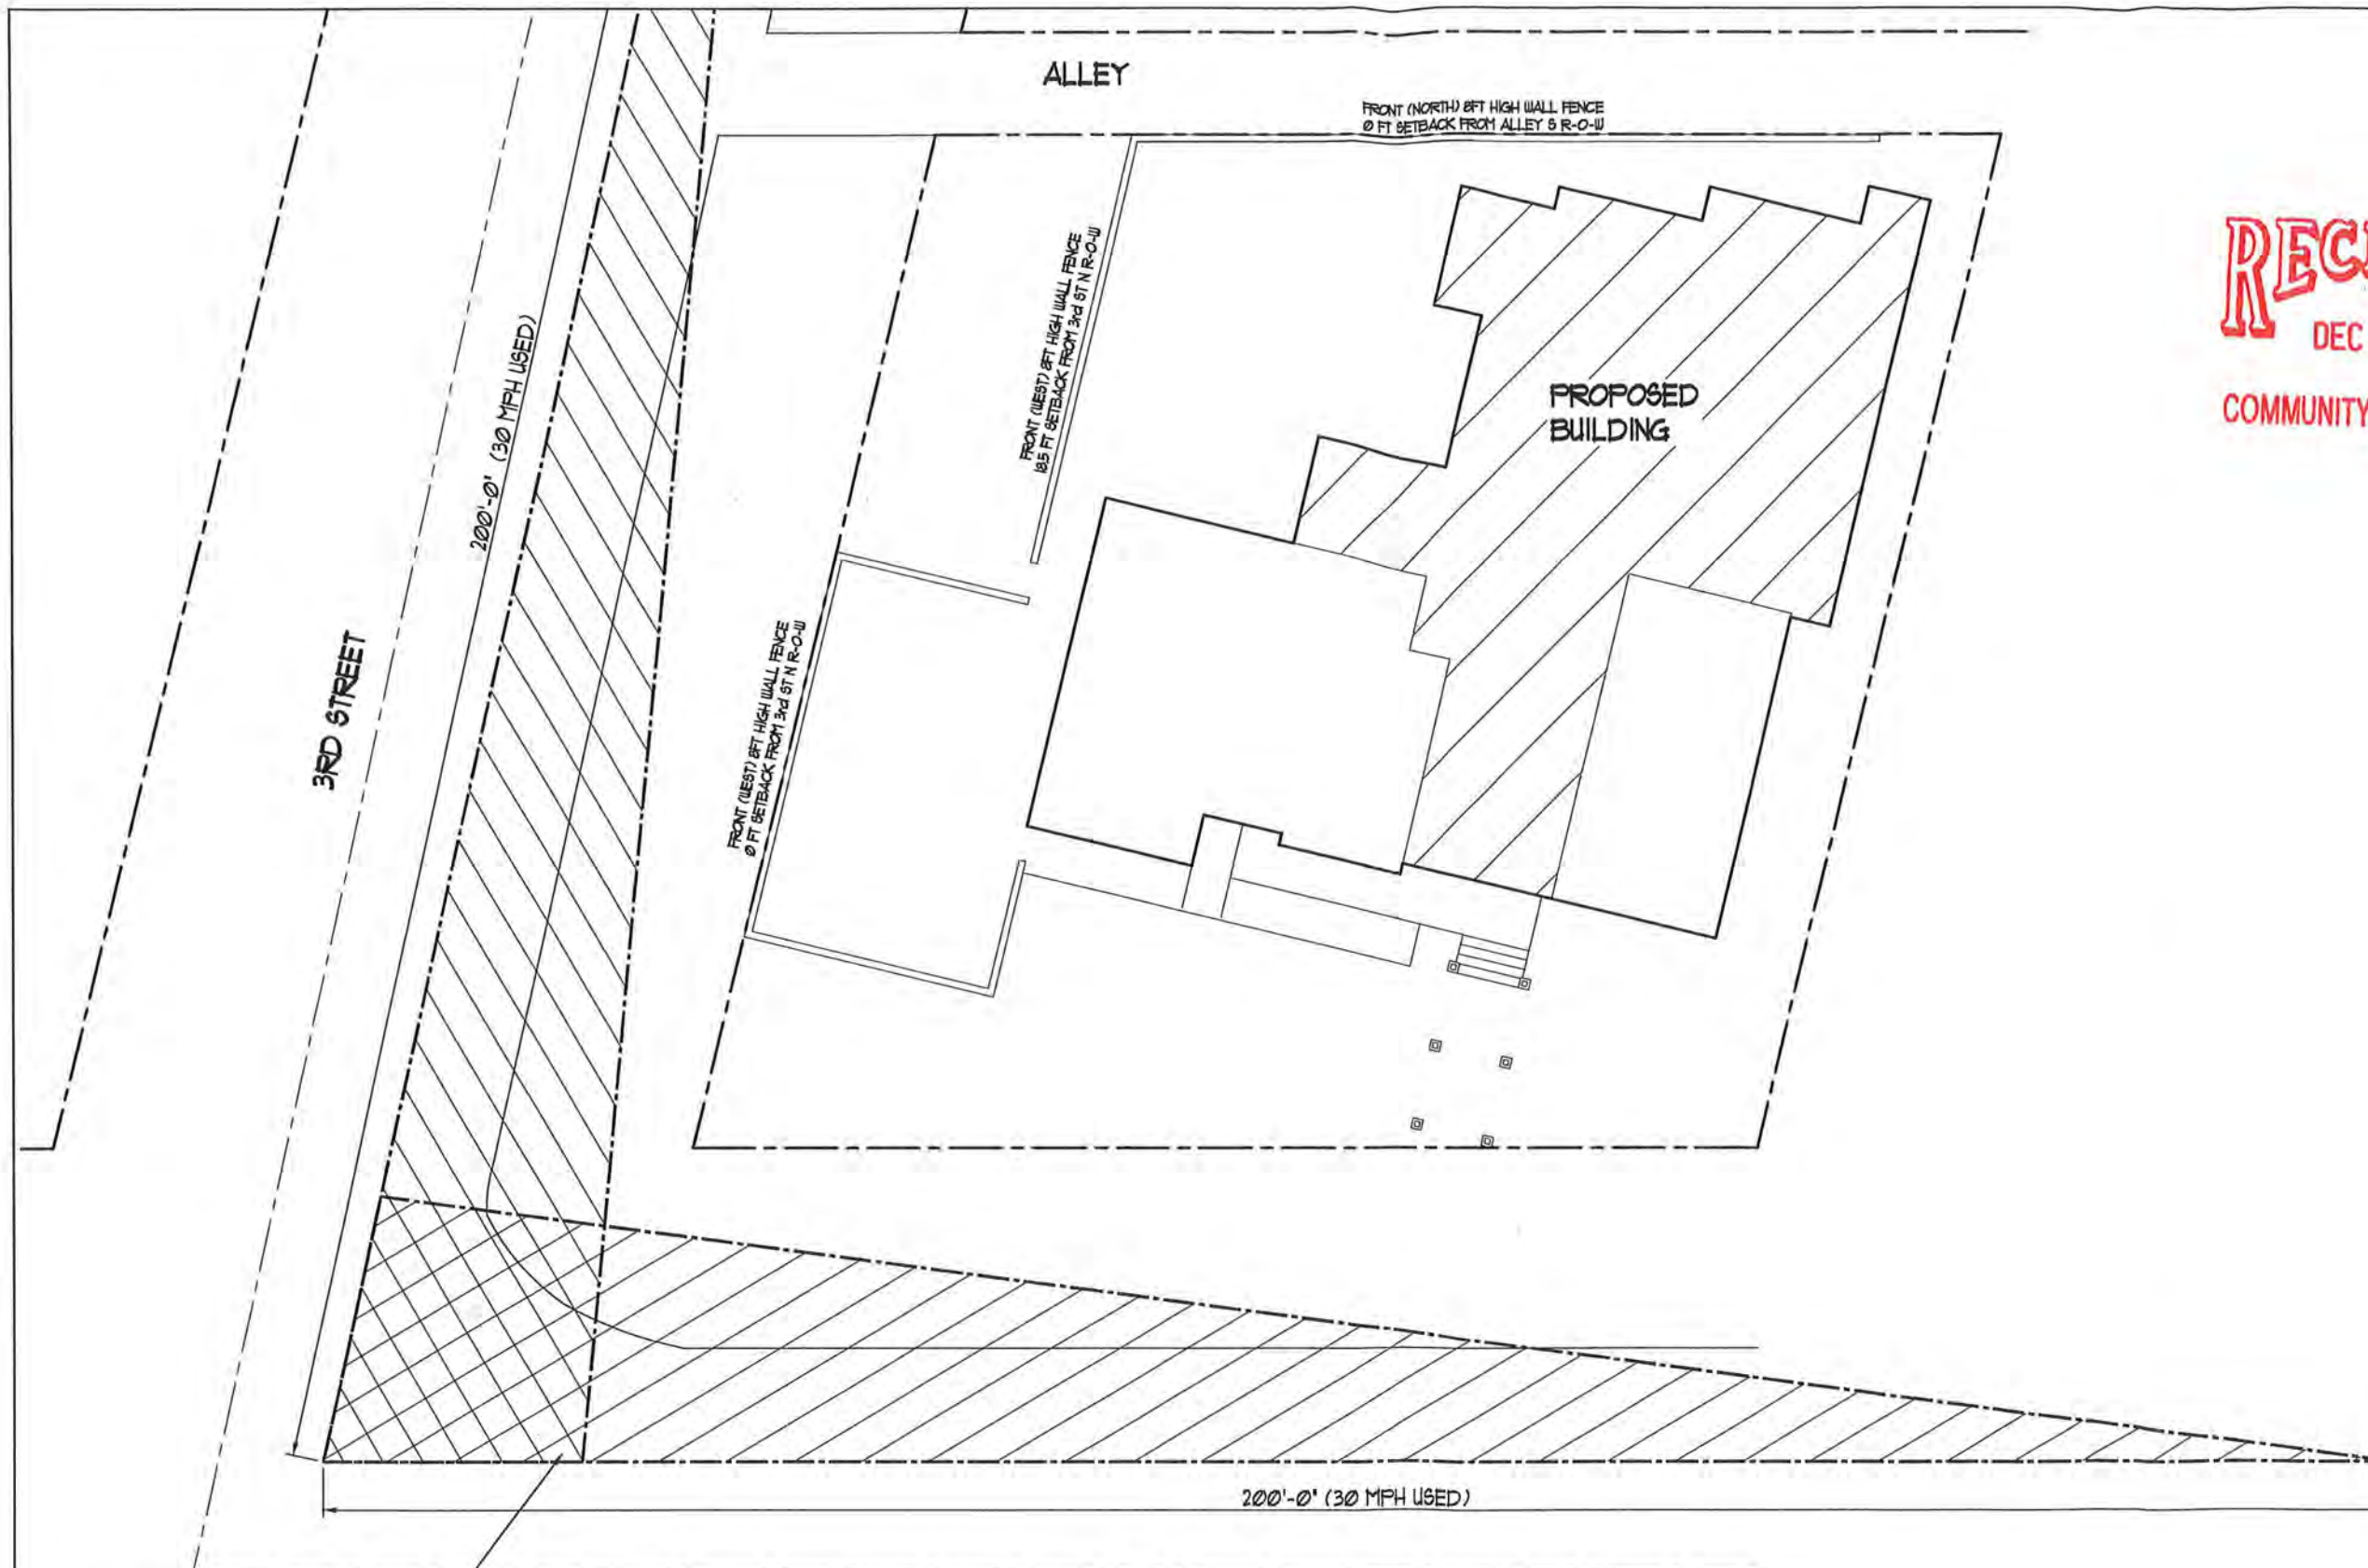 ALLEY
FRONT (NORTH) 8FT HIGH WALL FENCE
0 FT SETBACK FROM ALLEY S R-O-W
FRONT (WEST) 8FT HIGH WALL FENCE
18.5 FT SETBACK FROM 3rd ST N R-O-W
REC
DEC
COMMUNITY
200'-0" (30 MPH USED)
PROPOSED
BUILDING
3RD STREET
FRONT (WEST) 8FT HIGH WALL FENCE
0 FT SETBACK FROM 3rd ST N R-O-W
200'-0" (30 MPH USED)